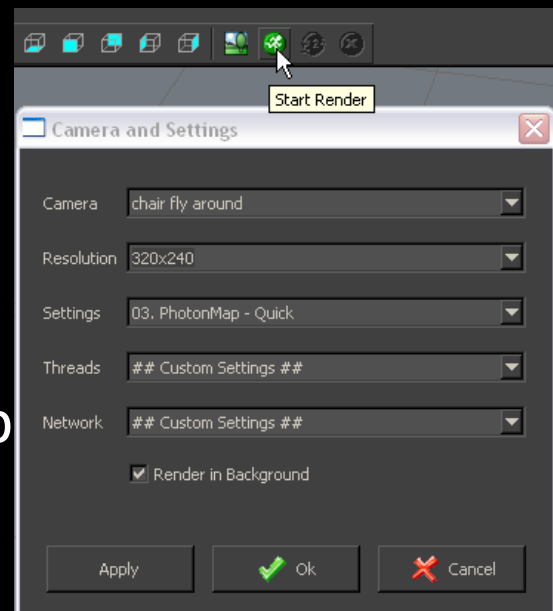 Start Render
Camera and Settings
Camera chair fly around
Resolution 320x240
Settings 03. PhotonMap - Quick
Threads ## Custom Settings ##
Network ## Custom Settings ##
Render in Background
Apply Ok Cancel